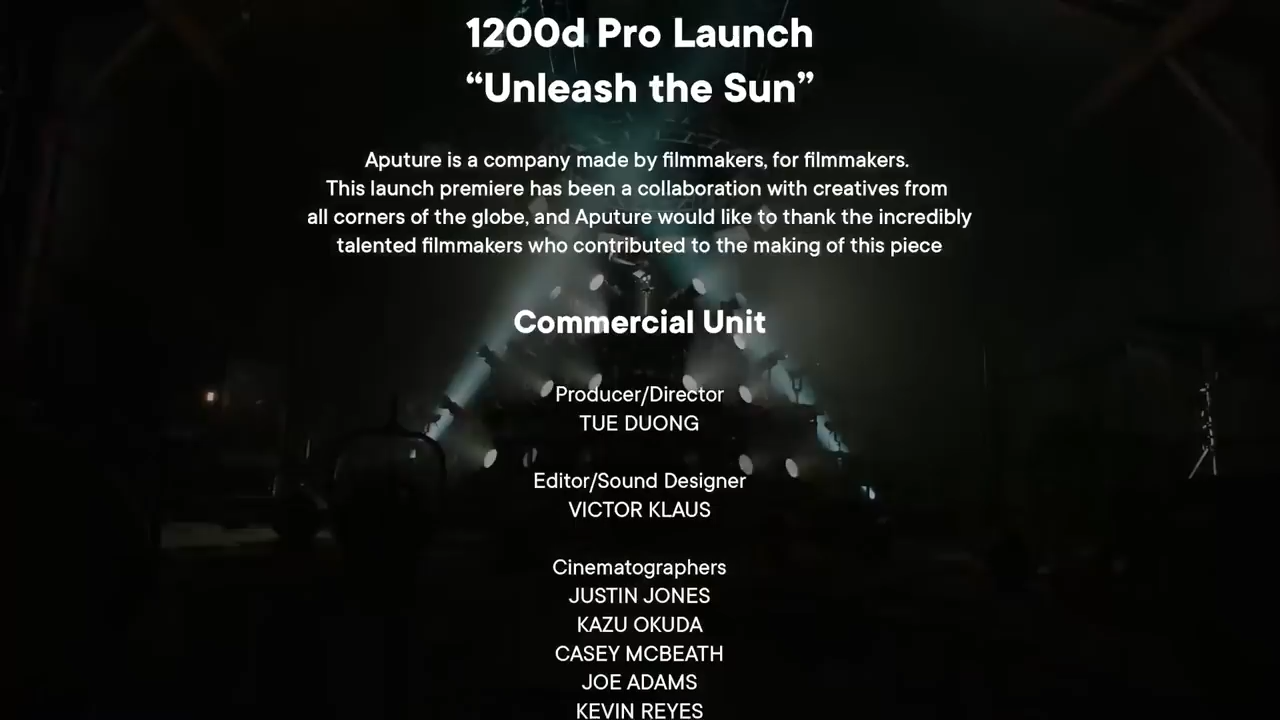 1200d Pro Launch
“Unleash the Sun”
Aputure is a company made by filmmakers, for filmmakers.
This launch premiere has been a collaboration with creatives from
all corners of the globe, and Aputure would like to thank the incredibly
talented filmmakers who contributed to the making of this piece
Commercial Unit
Producer/Director
TUE DUONG
Editor/Sound Designer
VICTOR KLAUS
Cinematographers
JUSTIN JONES
KAZU OKUDA
CASEY MCBEATH
JOE ADAMS
KEVIN REYES